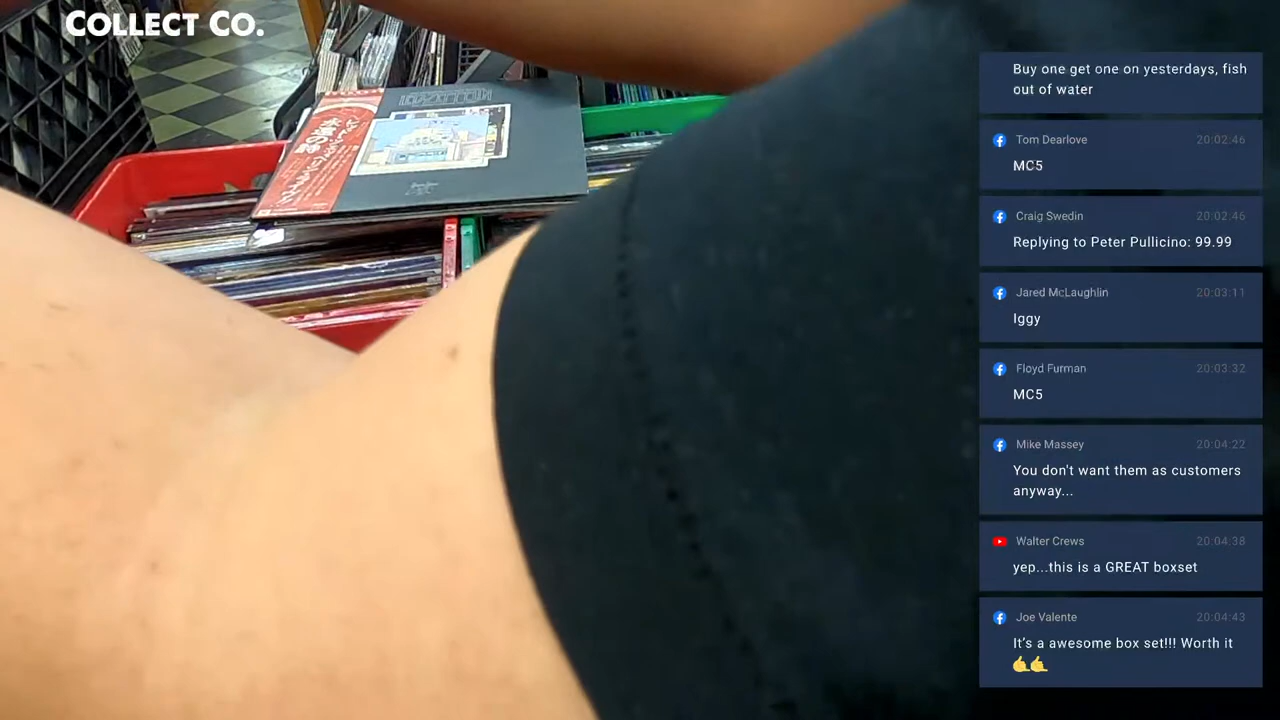 COLLECT CO.
Buy one get one on yesterdays, fish
out of water
Tom Dearlove 20:02:46
MC5
Craig Swedin 20:02:46
Replying to Peter Pullicino: 99.99
Jared McLaughlin 20:03:11
Iggy
Floyd Furman 20:03:32
MC5
Mike Massey 20:04:22
You don't want them as customers
anyway...
Walter Crews 20:04:38
yep...this is a GREAT boxset
Joe Valente 20:04:43
It's a awesome box set!!! Worth it
🤙🤙